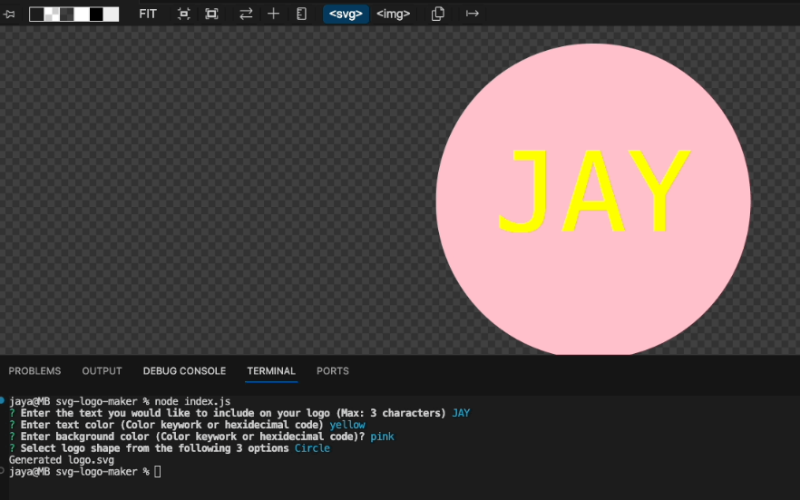 FIT <svg> <img>
JAY
PROBLEMS OUTPUT DEBUG CONSOLE TERMINAL PORTS
jaya@MB svg-logo-maker % node index.js
? Enter the text you would like to include on your logo (Max: 3 characters) JAY
? Enter text color (Color keywork or hexidecimal code) yellow
? Enter background color (Color keywork or hexidecimal code)? pink
? Select logo shape from the following 3 options Circle
Generated logo.svg
jaya@MB svg-logo-maker %